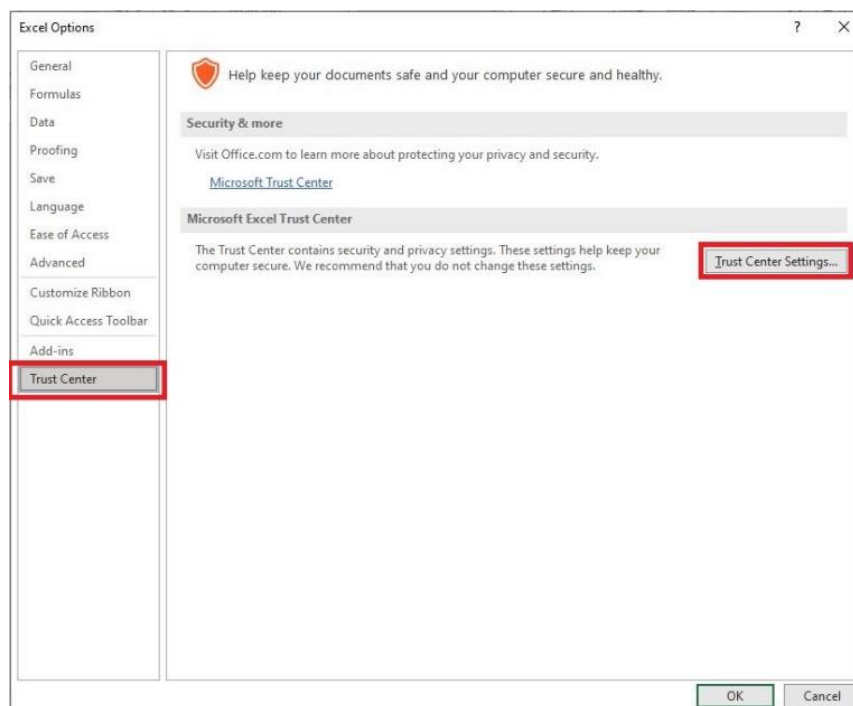 Excel Options
?
General
Formulas
Data
Proofing
Save
Language
Ease of Access
Advanced
Customize Ribbon
Quick Access Toolbar
Add-ins
Trust Center
Help keep your documents safe and your computer secure and healthy.
Security & more
Visit Office.com to learn more about protecting your privacy and security.
Microsoft Trust Center
Microsoft Excel Trust Center
The Trust Center contains security and privacy settings. These settings help keep your
computer secure. We recommend that you do not change these settings.
Trust Center Settings...
OK
Cancel